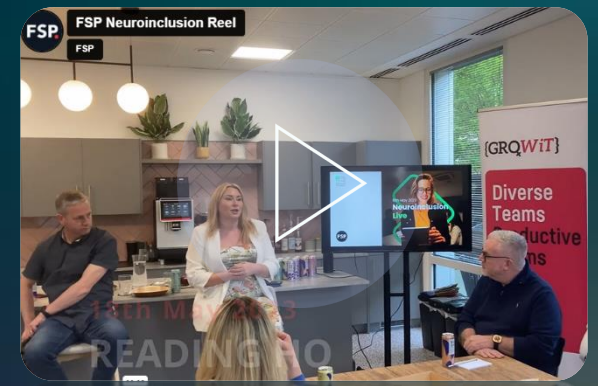 FSP.
FSP Neuroinclusion Reel
FSP
{GROWiT}
Diverse
Teams
Neuroinclusion
Live
FSP
18th May 2023
READING HQ